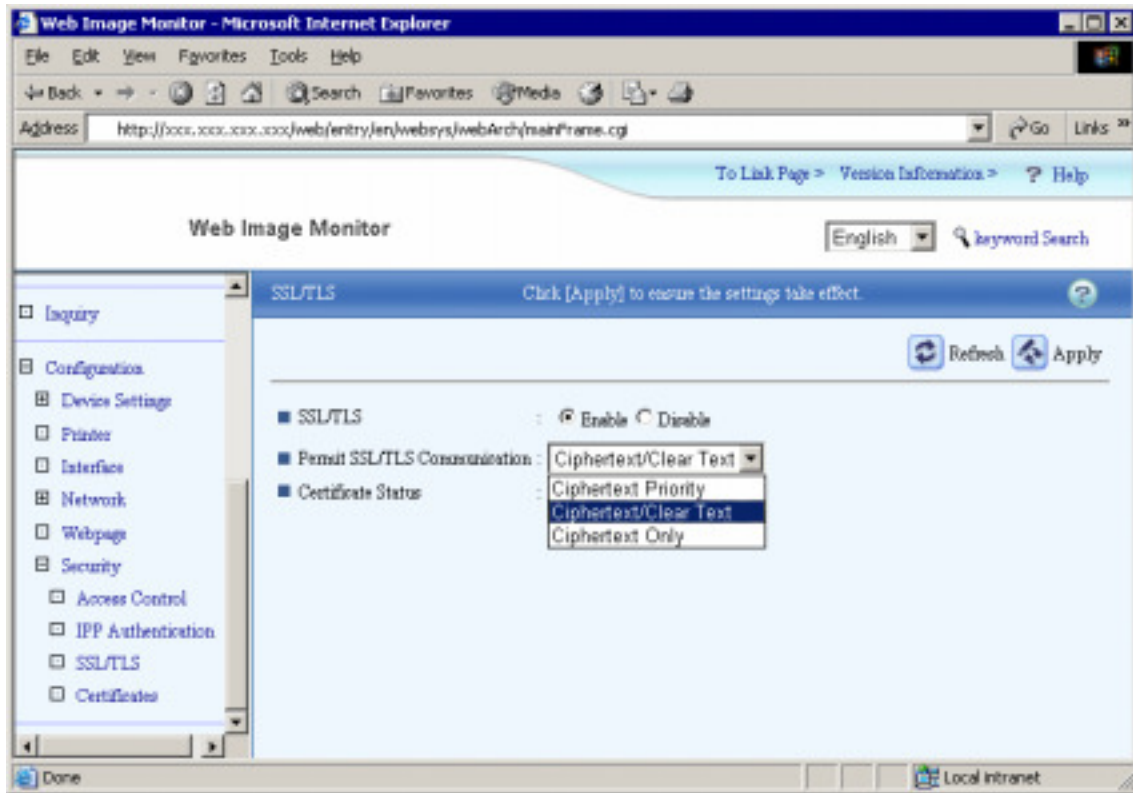 Web Image Monitor - Microsoft Internet Explorer
File Edit View Favorites Tools Help
Back Search Favorites Media
Address http://xxx.xxx.xxx.xxx/web/entry/en/websys/webArch/mainFrame.cgi Go Links »
To Link Page > Version Information > ? Help
Web Image Monitor
English keyword Search
SSL/TLS Click [Apply] to ensure the settings take effect. ?
Refresh Apply
Inquiry
Configuration
Device Settings
Printer
Interface
Network
Webpage
Security
Access Control
IPP Authentication
SSL/TLS
Certificates
SSL/TLS : Enable Disable
Permit SSL/TLS Communication : Ciphertext/Clear Text
Certificate Status :
Ciphertext Priority
Ciphertext/Clear Text
Ciphertext Only
Done Local intranet